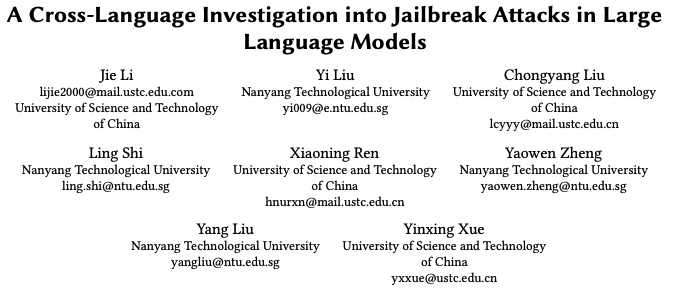 A Cross-Language Investigation into Jailbreak Attacks in Large
Language Models
Jie Li
lijie2000@mail.ustc.edu.com
University of Science and Technology
of China
Yi Liu
Nanyang Technological University
yi009@e.ntu.edu.sg
Chongyang Liu
University of Science and Technology
of China
lcyyy@mail.ustc.edu.cn
Ling Shi
Nanyang Technological University
ling.shi@ntu.edu.sg
Xiaoning Ren
University of Science and Technology
of China
hnurxn@mail.ustc.edu.cn
Yaowen Zheng
Nanyang Technological University
yaowen.zheng@ntu.edu.sg
Yang Liu
Nanyang Technological University
yangliu@ntu.edu.sg
Yinxing Xue
University of Science and Technology
of China
yxxue@ustc.edu.cn